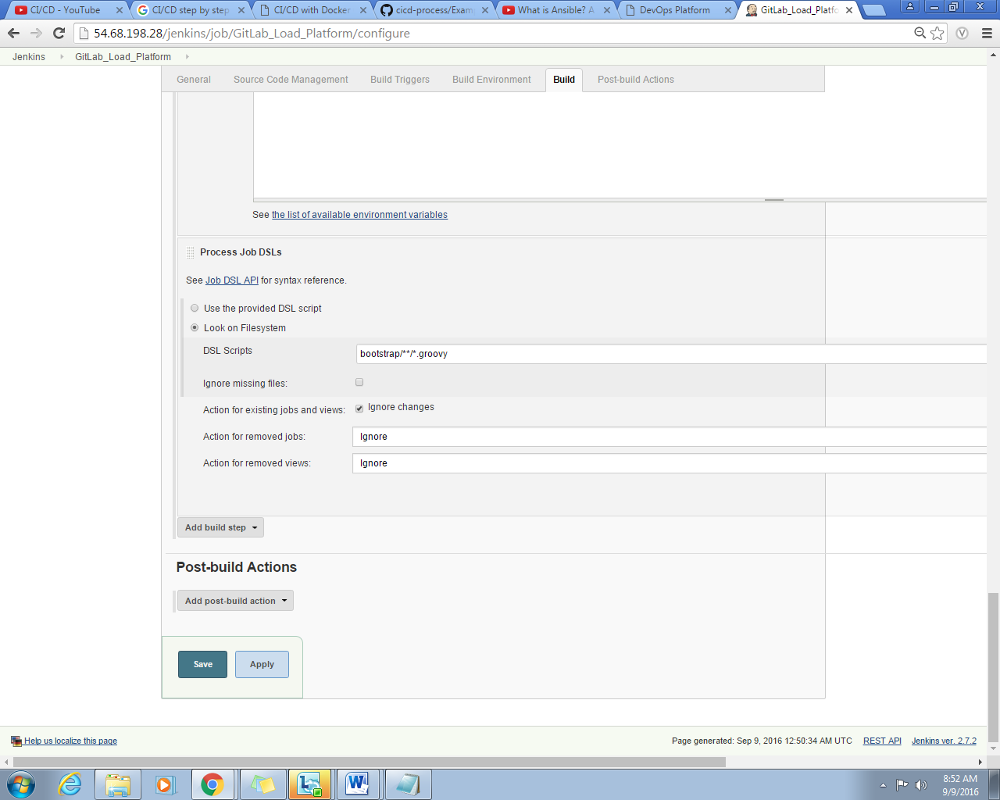 CI/CD - YouTube
CI/CD step by step
CI/CD with Docker
cicd-process/Exam
What is Ansible? A
DevOps Platform
GitLab_Load_Platfo
54.68.198.28/jenkins/job/GitLab_Load_Platform/configure
Jenkins
GitLab_Load_Platform
General
Source Code Management
Build Triggers
Build Environment
Build
Post-build Actions
See the list of available environment variables
Process Job DSLs
See Job DSL API for syntax reference.
Use the provided DSL script
Look on Filesystem
DSL Scripts
bootstrap/**/*.groovy
Ignore missing files:
Action for existing jobs and views:
Ignore changes
Action for removed jobs:
Ignore
Action for removed views:
Ignore
Add build step
Post-build Actions
Add post-build action
Save
Apply
Help us localize this page
Page generated: Sep 9, 2016 12:50:34 AM UTC
REST API
Jenkins ver. 2.7.2
8:52 AM
9/9/2016